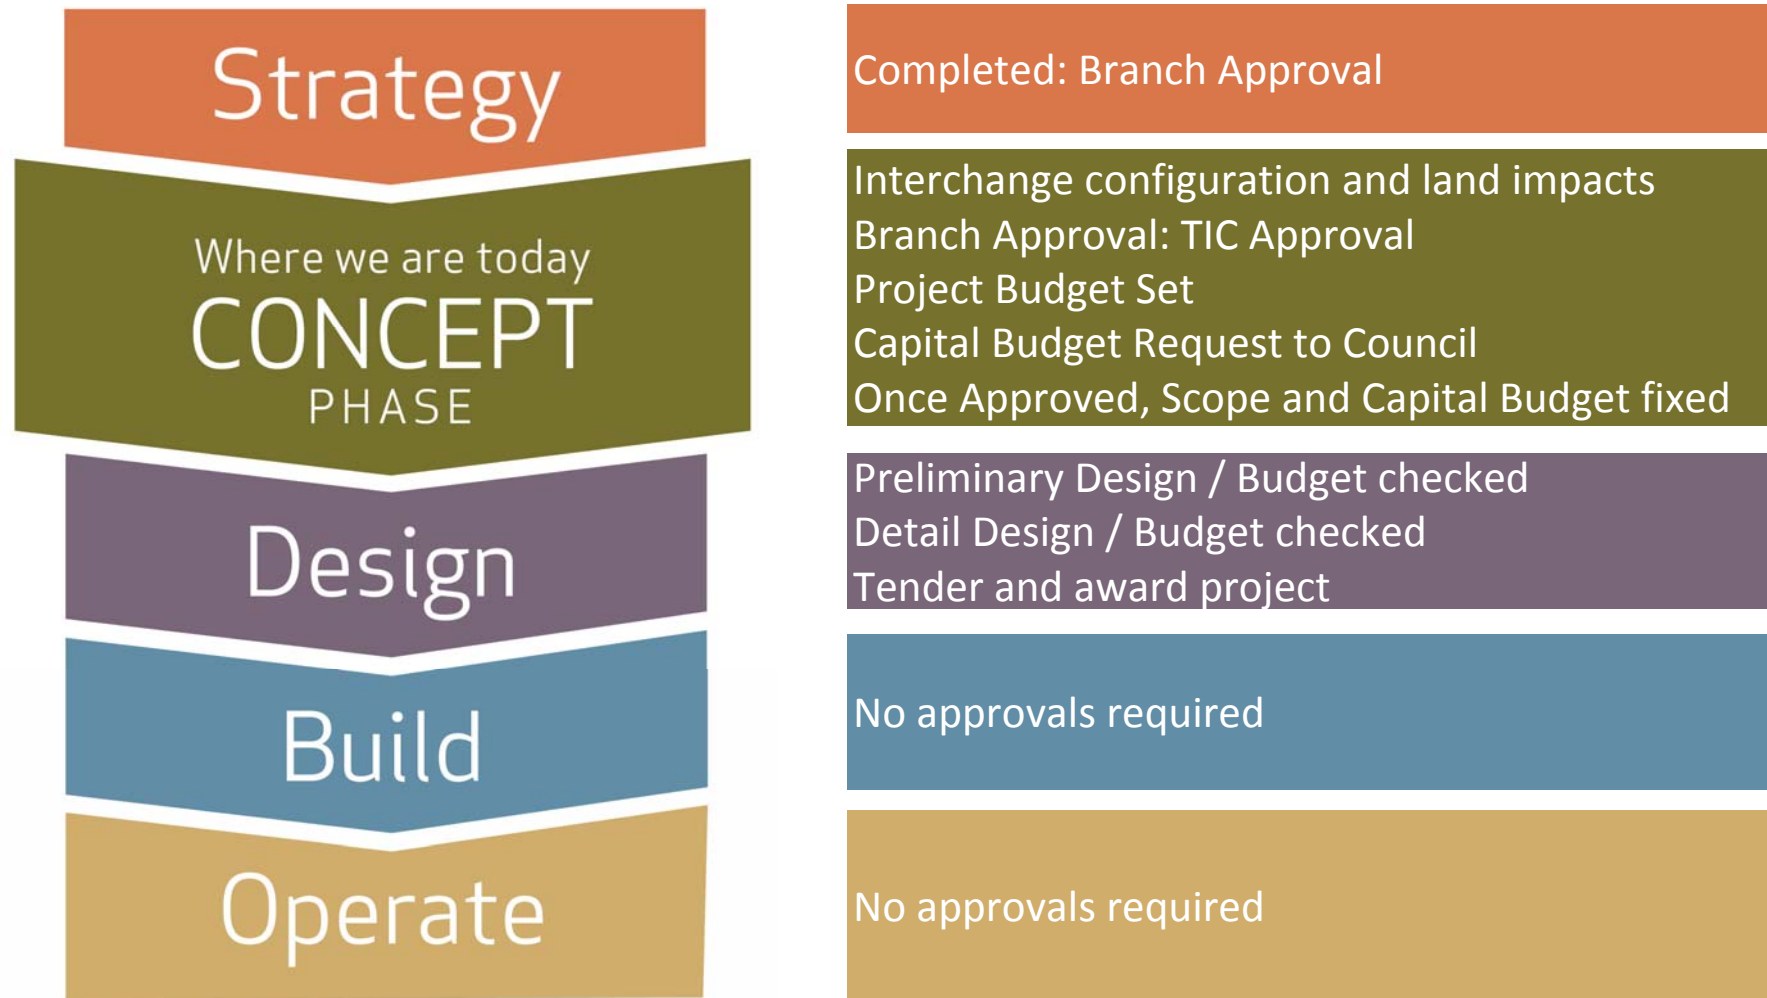 Strategy
Completed: Branch Approval
Where we are today
CONCEPT
PHASE
Interchange configuration and land impacts
Branch Approval: TIC Approval
Project Budget Set
Capital Budget Request to Council
Once Approved, Scope and Capital Budget fixed
Design
Preliminary Design / Budget checked
Detail Design / Budget checked
Tender and award project
Build
No approvals required
Operate
No approvals required